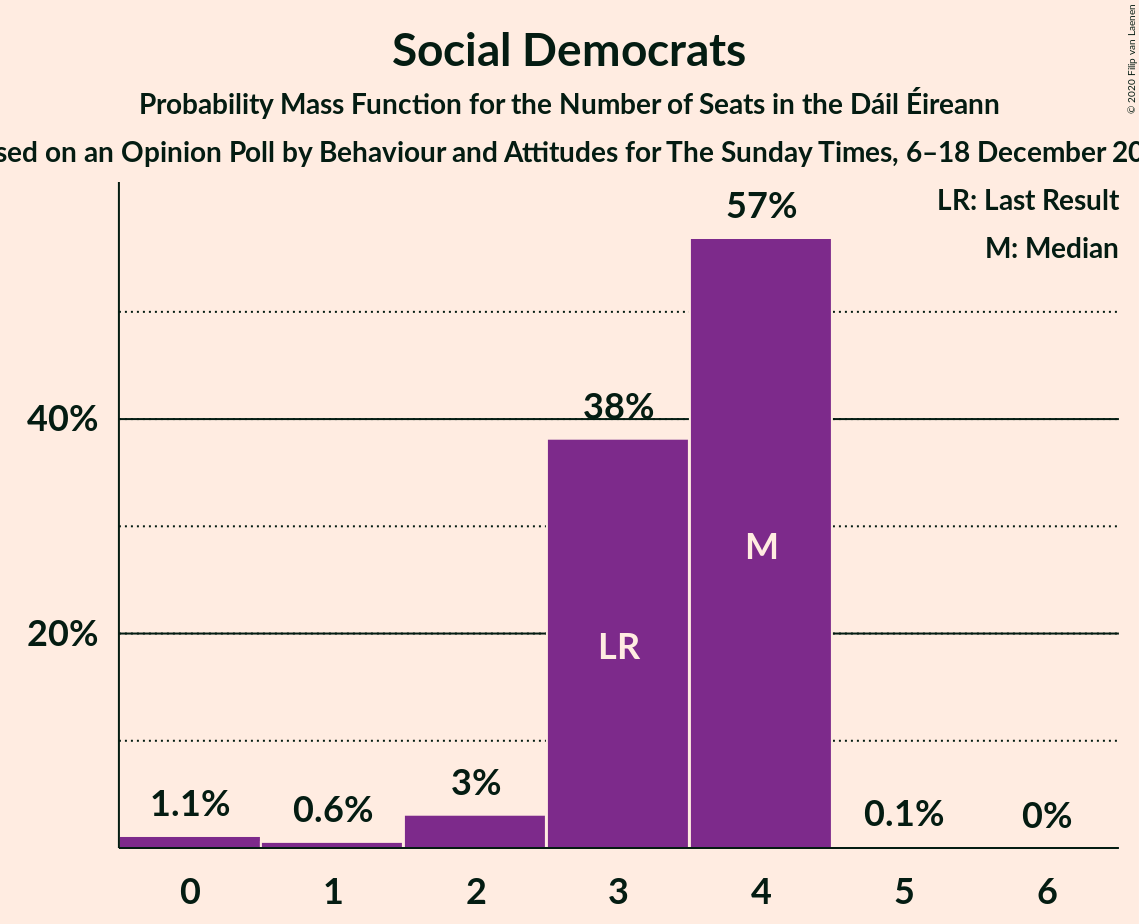 Social Democrats
Probability Mass Function for the Number of Seats in the Dáil Éireann
on an Opinion Poll by Behaviour and Attitudes for The Sunday Times, 6–18 December
© 2020 Filip van Laenen
LR: Last Result
M: Median
57%
40%
38%
M
20%
LR
1.1%
0.6%
3%
0.1%
0%
0
1
2
3
4
5
6